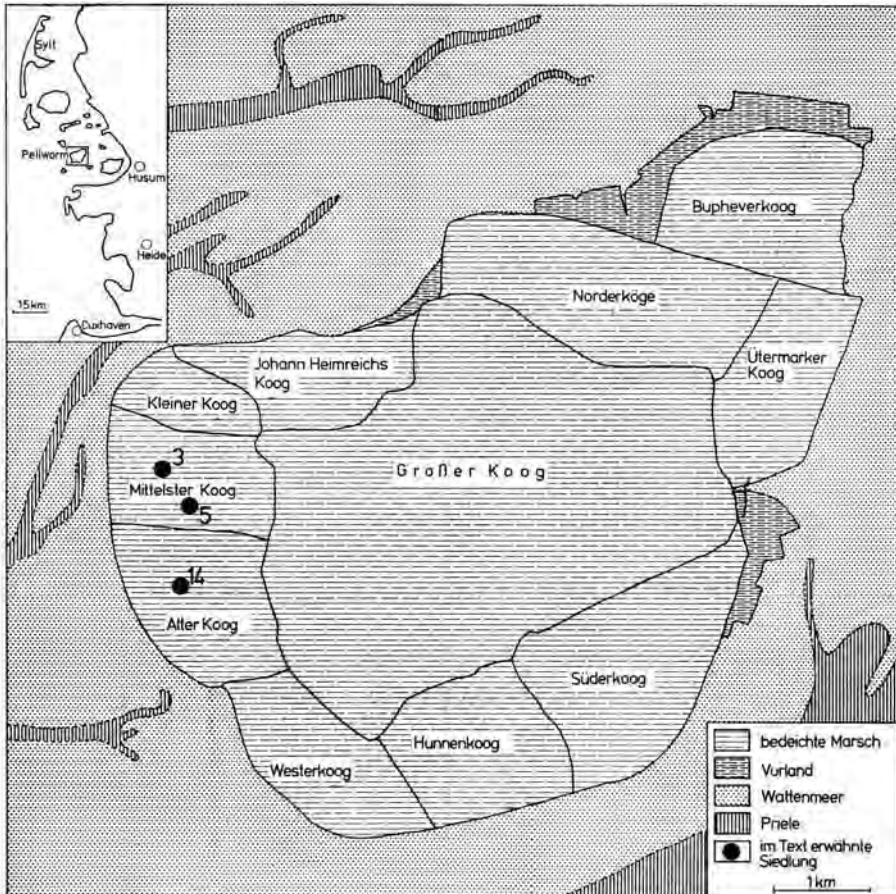 Sylt
Pellworm
Husum
Heide
15km
Cuxhaven
Bupheverkoog
Norderköge
Ütermarker
Koog
Johann Heimreichs
Koog
Kleiner Koog
Großer Koog
3
Mittelster Koog
5
14
Alter Koog
Süderkoog
Hunnenkoog
Westerkoog
bedeichte Marsch
Vorland
Wattenmeer
Priele
im Text erwähnte
Siedlung
1km